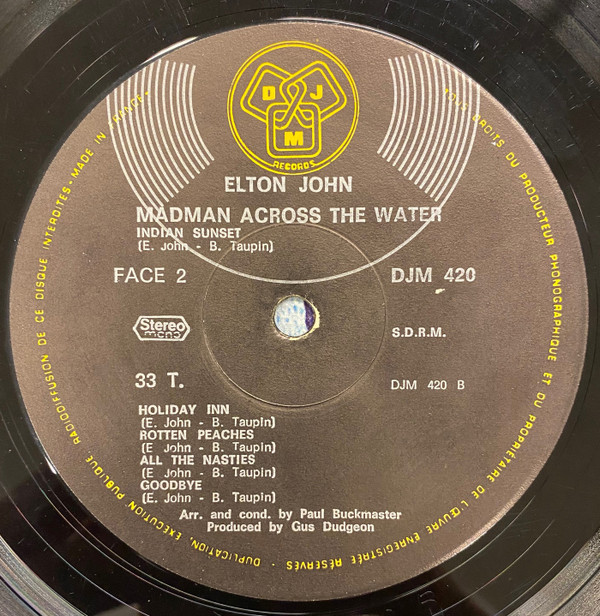 D J M
RECORDS
ELTON JOHN
MADMAN ACROSS THE WATER
INDIAN SUNSET
(E. John - B. Taupin)
FACE 2
DJM 420
Stereo
mono
S.D.R.M.
33 T.
DJM 420 B
HOLIDAY INN
(E. John - B. Taupin)
ROTTEN PEACHES
(E John - B. Taupin)
ALL THE NASTIES
(E John - B. Taupin)
GOODBYE
(E. John - B. Taupin)
Arr. and cond. by Paul Buckmaster
Produced by Gus Dudgeon
TOUS DROITS DU PRODUCTEUR PHONOGRAPHIQUE ET DU PROPRIÉTAIRE DE L'ŒUVRE ENREGISTRÉE RÉSERVÉS • DUPLICATION, EXÉCUTION PUBLIQUE RADIODIFFUSION DE CE DISQUE INTERDITES • MADE IN FRANCE •